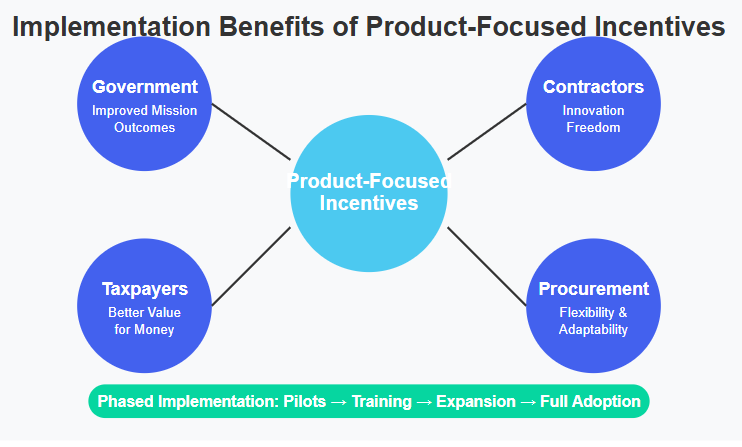 Implementation Benefits of Product-Focused Incentives
Government
Improved Mission
Outcomes
Contractors
Innovation
Freedom
Product-Focused
Incentives
Taxpayers
Better Value
for Money
Procurement
Flexibility &
Adaptability
Phased Implementation: Pilots → Training → Expansion → Full Adoption